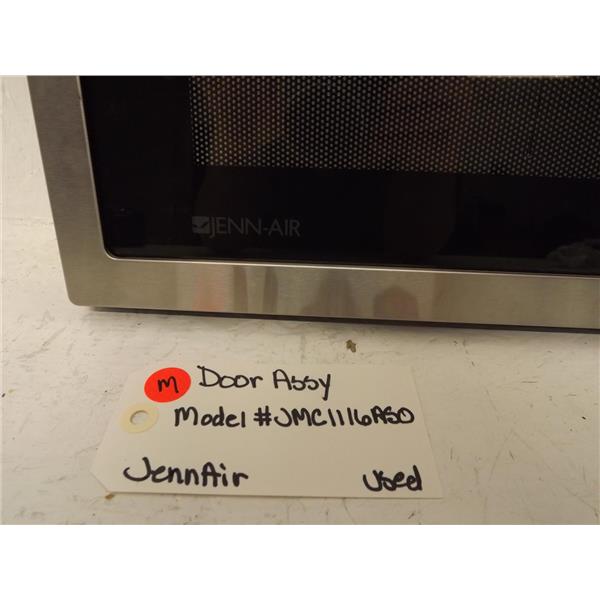 JENN-AIR
M Door Assy
Model # JMC1116AS0
JennAir used